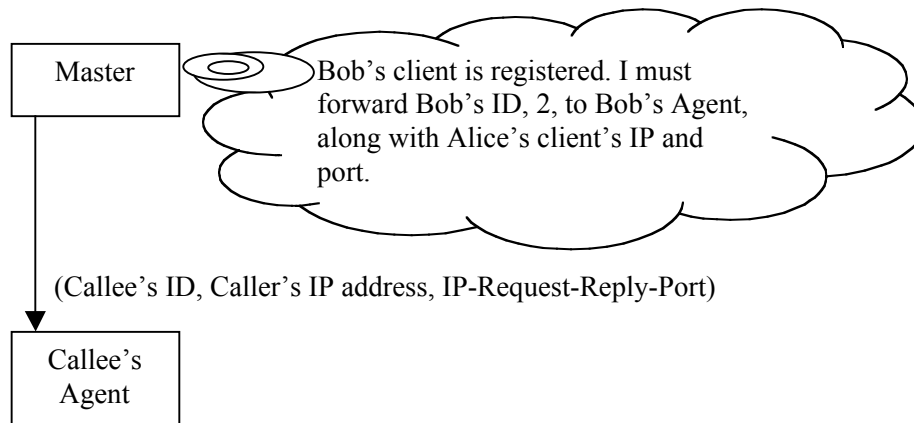 Master
Bob’s client is registered. I must
forward Bob’s ID, 2, to Bob’s Agent,
along with Alice’s client’s IP and
port.
(Callee’s ID, Caller’s IP address, IP-Request-Reply-Port)
Callee’s
Agent